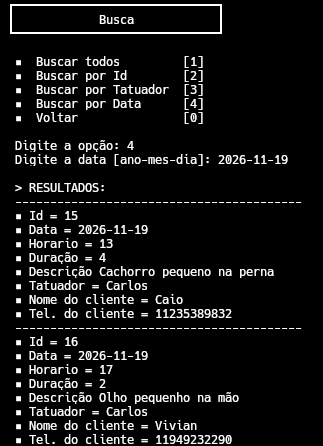 Busca
▪ Buscar todos [1]
▪ Buscar por Id [2]
▪ Buscar por Tatuador [3]
▪ Buscar por Data [4]
▪ Voltar [0]
Digite a opção: 4
Digite a data [ano-mes-dia]: 2026-11-19
> RESULTADOS:
-----------------------------------------
▪ Id = 15
▪ Data = 2026-11-19
▪ Horario = 13
▪ Duração = 4
▪ Descrição Cachorro pequeno na perna
▪ Tatuador = Carlos
▪ Nome do cliente = Caio
▪ Tel. do cliente = 11235389832
-----------------------------------------
▪ Id = 16
▪ Data = 2026-11-19
▪ Horario = 17
▪ Duração = 2
▪ Descrição Olho pequenho na mão
▪ Tatuador = Carlos
▪ Nome do cliente = Vivian
▪ Tel. do cliente = 11949232290